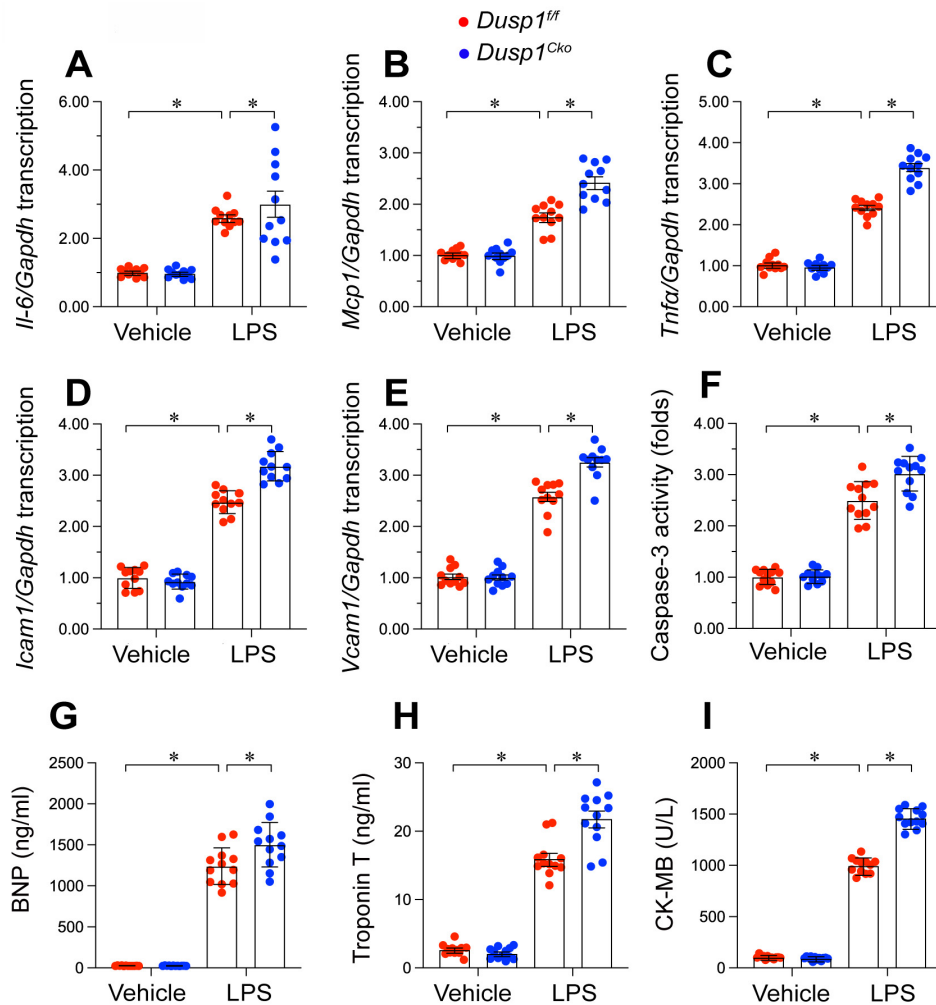 Dusp1f/f
Dusp1Cko
A
Il-6/Gapdh transcription
6.00
4.00
2.00
0.00
* *
Vehicle LPS
B
Mcp1/Gapdh transcription
4.00
3.00
2.00
1.00
0.00
* *
Vehicle LPS
C
Tnfα/Gapdh transcription
5.00
4.00
3.00
2.00
1.00
0.00
* *
Vehicle LPS
D
Icam1/Gapdh transcription
4.00
3.00
2.00
1.00
0.00
* *
Vehicle LPS
E
Vcam1/Gapdh transcription
4.00
3.00
2.00
1.00
0.00
* *
Vehicle LPS
F
Caspase-3 activity (folds)
4.00
3.00
2.00
1.00
0.00
* *
Vehicle LPS
G
BNP (ng/ml)
2500
2000
1500
1000
500
0
* *
Vehicle LPS
H
Troponin T (ng/ml)
30
20
10
0
* *
Vehicle LPS
I
CK-MB (U/L)
2000
1500
1000
500
0
* *
Vehicle LPS